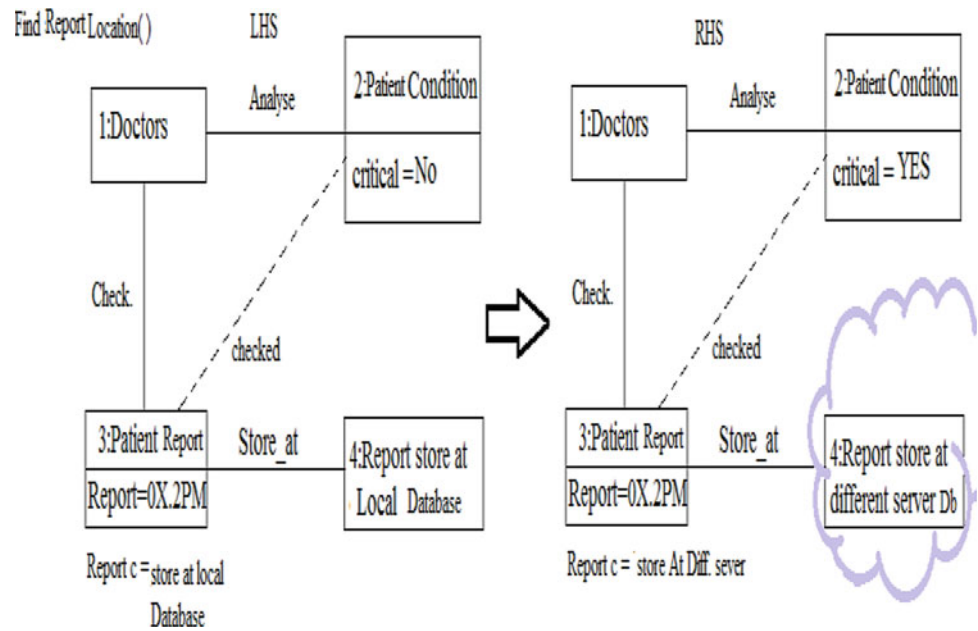 Find Report Location()
LHS
RHS
1:Doctors
Analyse
2:Patient Condition
critical = No
Check.
checked
3:Patient Report
Report=0X.2PM
Store_at
4:Report store at
Local Database
Report c = store at local
Database
1:Doctors
Analyse
2:Patient Condition
critical = YES
Check.
checked
3:Patient Report
Report=0X.2PM
Store_at
4:Report store at
different server Db
Report c = store At Diff. sever